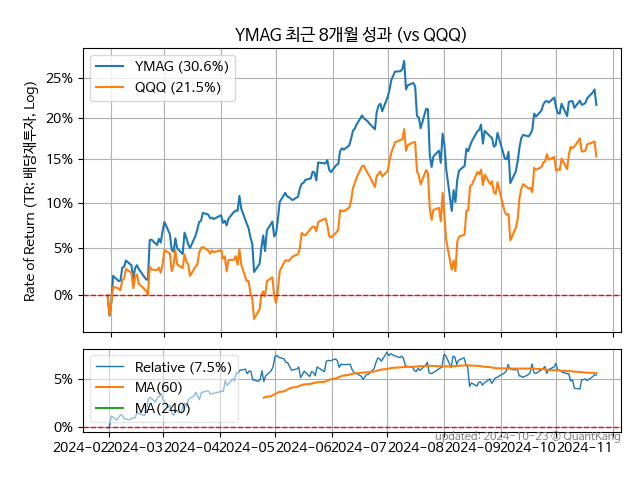 YMAG 최근 8개월 성과 (vs QQQ)
YMAG (30.6%)
QQQ (21.5%)
Rate of Return (TR: 배당재투자, Log)
25%
20%
15%
10%
5%
0%
Relative (7.5%)
MA(60)
MA(240)
5%
0%
2024-02 2024-03 2024-04 2024-05 2024-06 2024-07 2024-08 2024-09 2024-10 2024-11
updated: 2024-10-23 © QuantKang